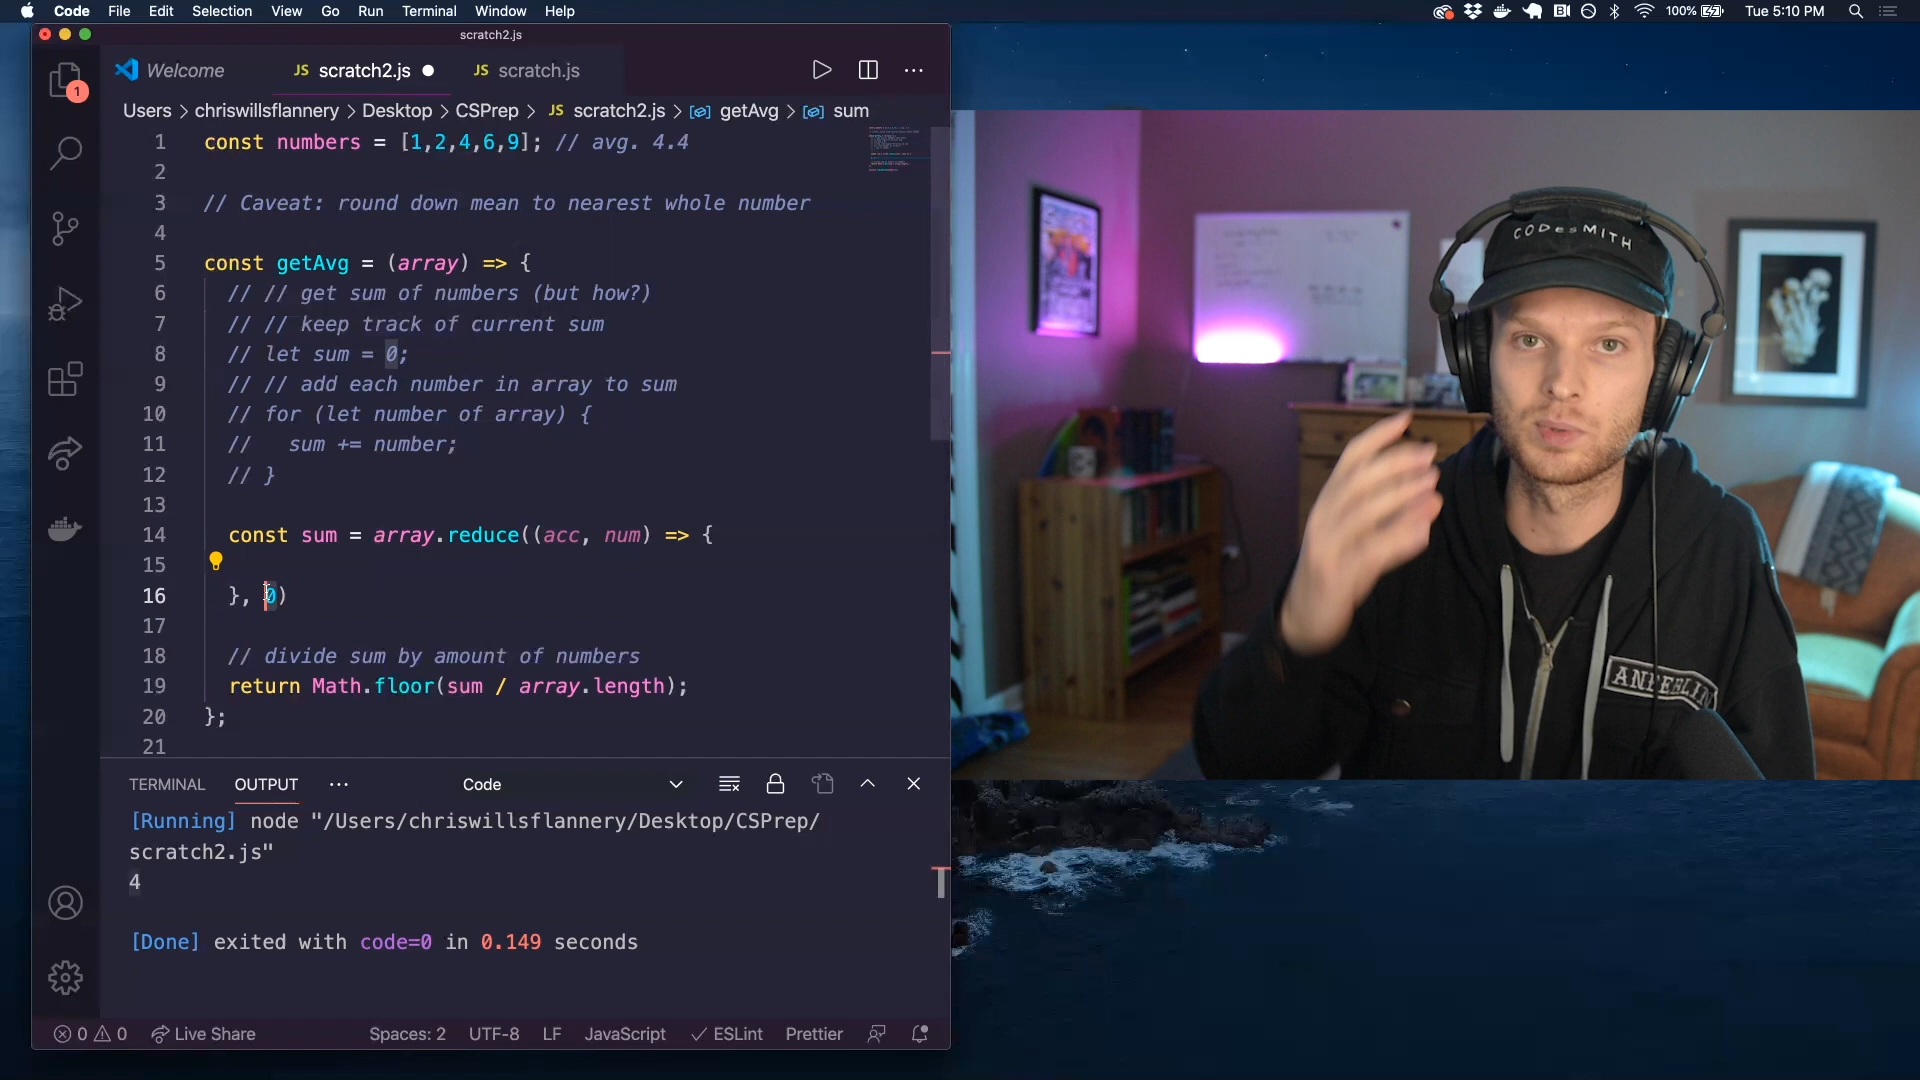 Code File Edit Selection View Go Run Terminal Window Help 100% Tue 5:10 PM
scratch2.js
Welcome JS scratch2.js JS scratch.js
1
Users > chriswillsflannery > Desktop > CSPrep > JS scratch2.js > getAvg > sum
1 const numbers = [1,2,4,6,9]; // avg. 4.4
2
3 // Caveat: round down mean to nearest whole number
4
5 const getAvg = (array) => {
6 // // get sum of numbers (but how?)
7 // // keep track of current sum
8 // let sum = 0;
9 // // add each number in array to sum
10 // for (let number of array) {
11 //   sum += number;
12 // }
13
14 const sum = array.reduce((acc, num) => {
15
16 }, 0)
17
18 // divide sum by amount of numbers
19 return Math.floor(sum / array.length);
20 };
21
TERMINAL OUTPUT ··· Code
[Running] node "/Users/chriswillsflannery/Desktop/CSPrep/
scratch2.js"
4
[Done] exited with code=0 in 0.149 seconds
0 0 Live Share Spaces: 2 UTF-8 LF JavaScript ESLint Prettier
CODESMITH